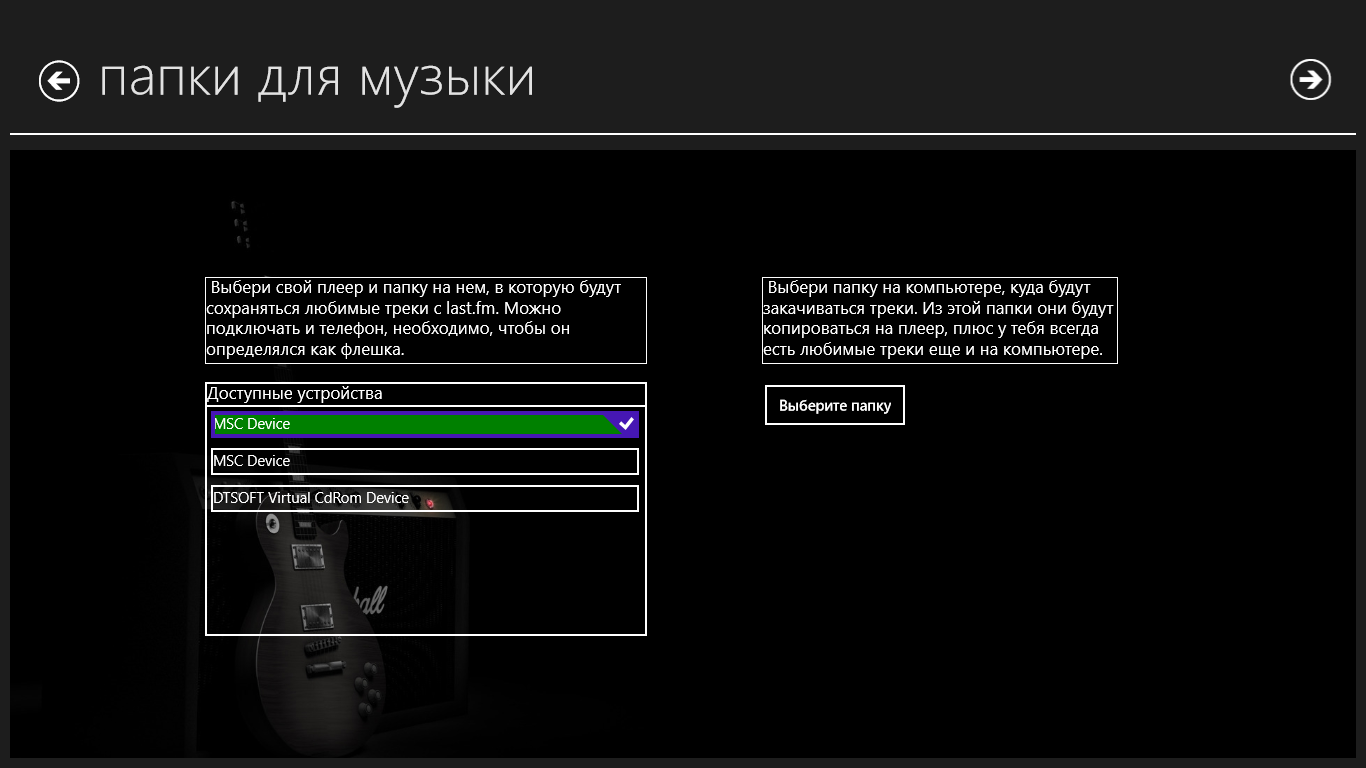 папки для музыки
Выбери свой плеер и папку на нем, в которую будут
сохраняться любимые треки с last.fm. Можно
подключать и телефон, необходимо, чтобы он
определялся как флешка.
Доступные устройства
MSC Device
MSC Device
DTSOFT Virtual CdRom Device
Выбери папку на компьютере, куда будут
закачиваться треки. Из этой папки они будут
копироваться на плеер, плюс у тебя всегда
есть любимые треки еще и на компьютере.
Выберите папку